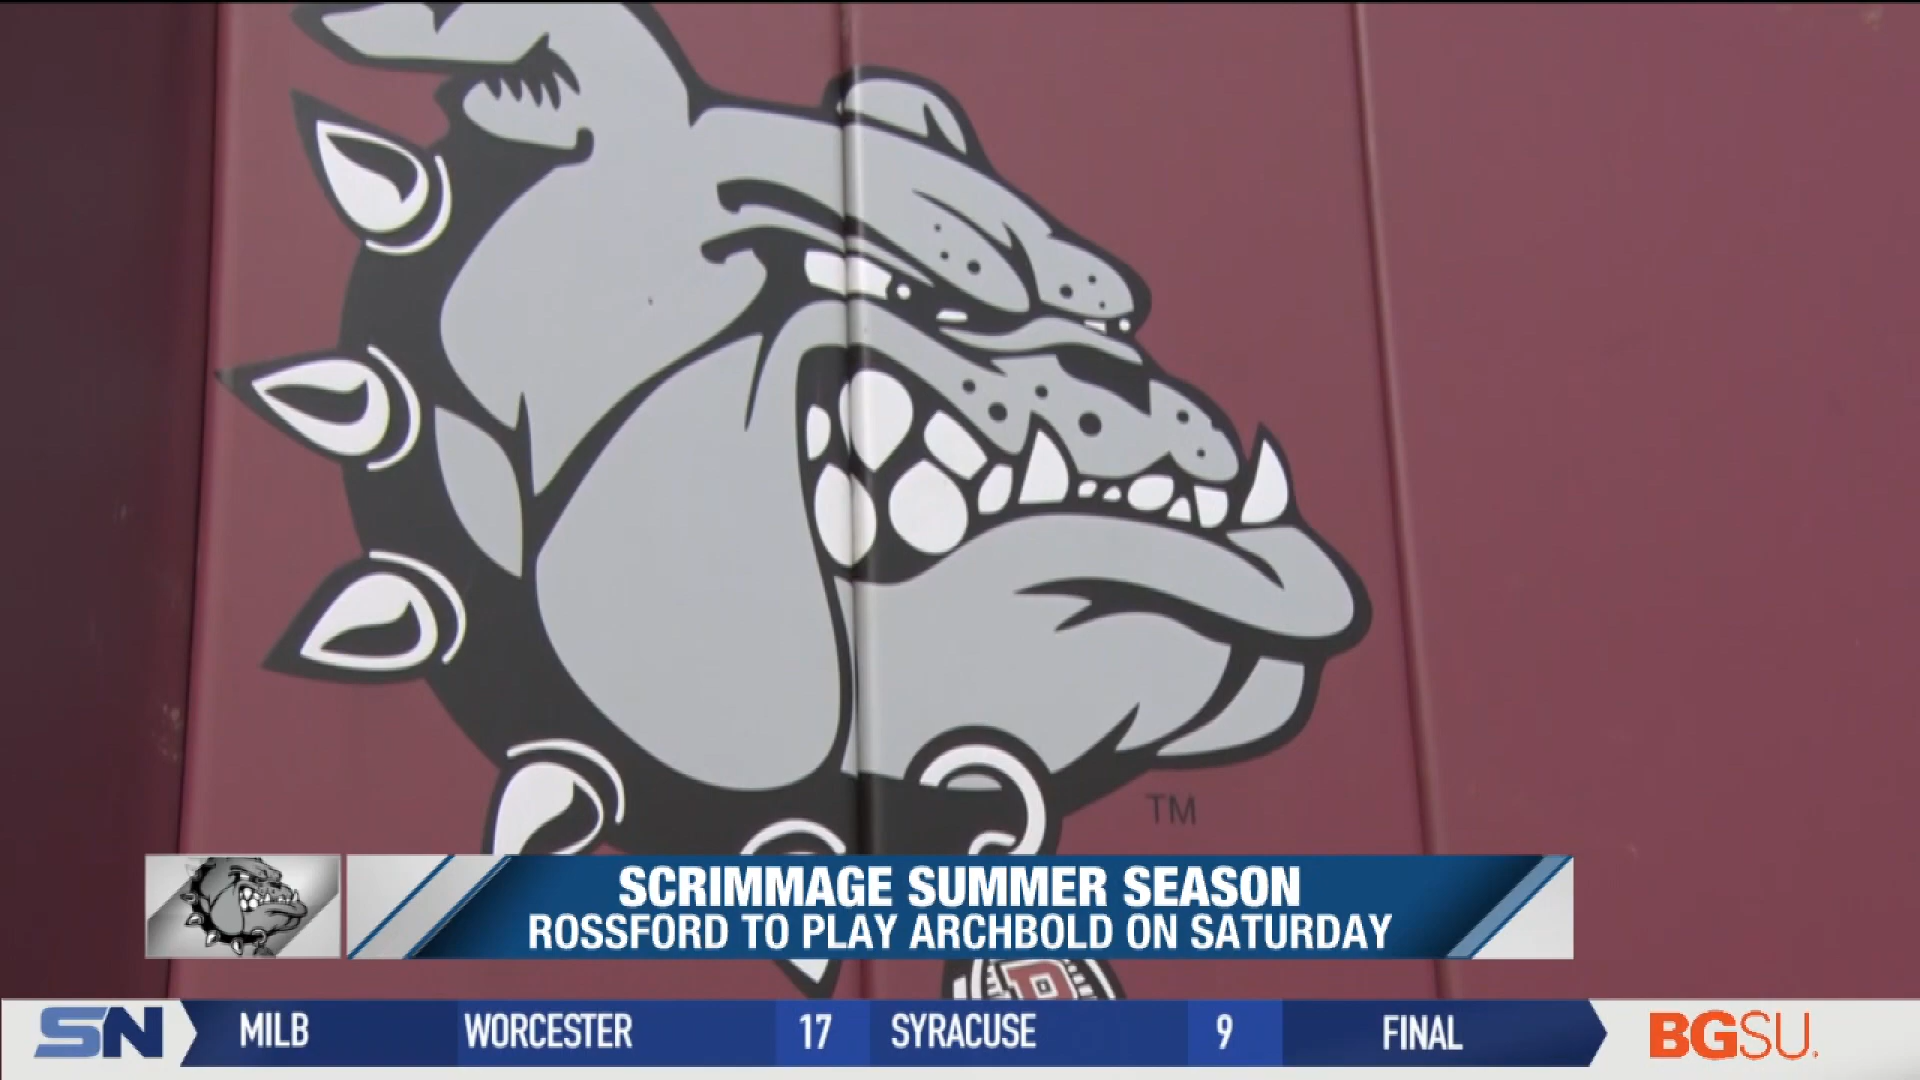 TM
SCRIMMAGE SUMMER SEASON
ROSSFORD TO PLAY ARCHBOLD ON SATURDAY
R
SN MILB WORCESTER 17 SYRACUSE 9 FINAL BGSU.